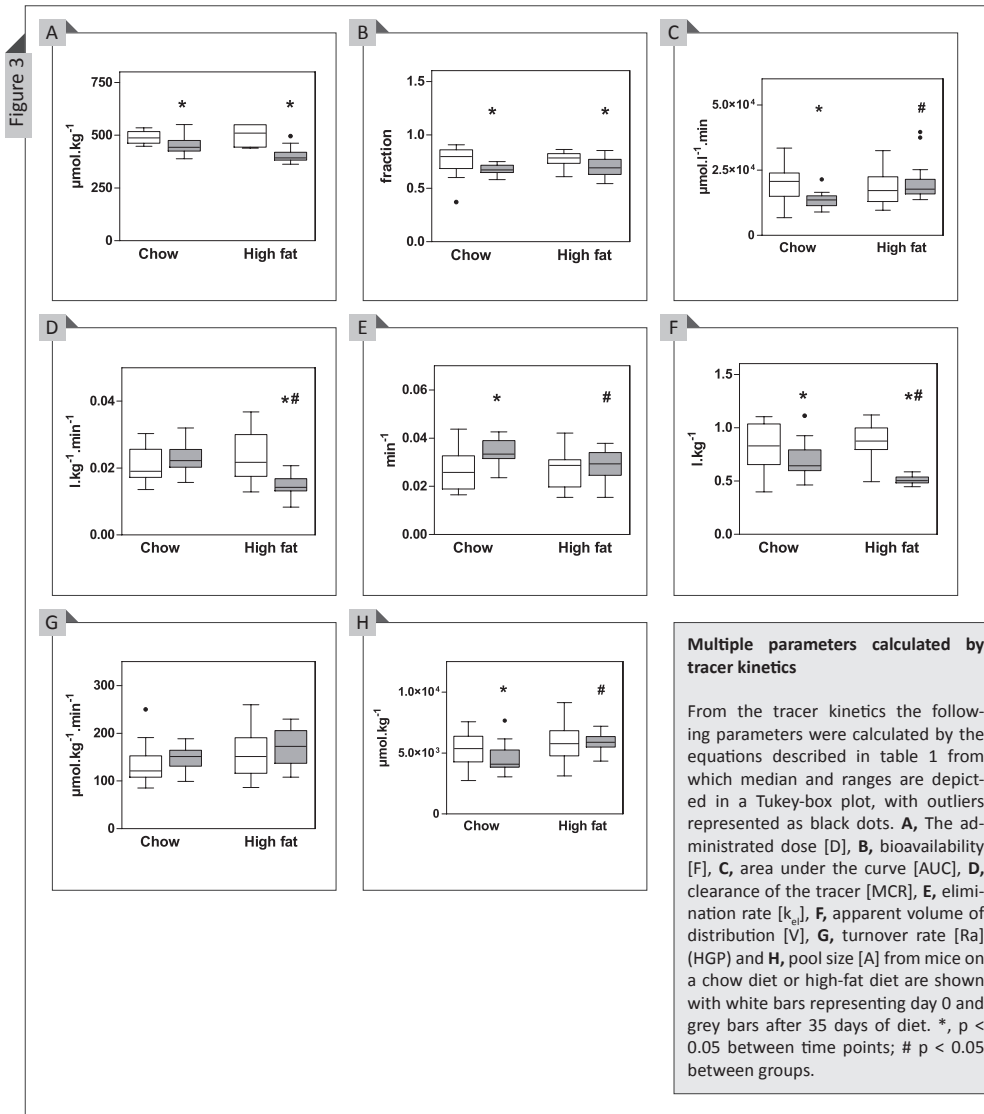 Figure 3
A
µmol.kg⁻¹
750
500
250
0
*
*
Chow High fat
B
fraction
1.5
1.0
0.5
0.0
*
*
Chow High fat
C
µmol.l⁻¹.min
5.0×10⁴
2.5×10⁴
0
*
#
Chow High fat
D
l.kg⁻¹.min⁻¹
0.04
0.02
0.00
*#
Chow High fat
E
min⁻¹
0.06
0.04
0.02
0.00
*
#
Chow High fat
F
l.kg⁻¹
1.5
1.0
0.5
0.0
*
*#
Chow High fat
G
µmol.kg⁻¹.min⁻¹
300
200
100
0
Chow High fat
H
µmol.kg⁻¹
1.0×10⁴
5.0×10³
0
*
#
Chow High fat
Multiple parameters calculated by
tracer kinetics
From the tracer kinetics the follow-
ing parameters were calculated by the
equations described in table 1 from
which median and ranges are depict-
ed in a Tukey-box plot, with outliers
represented as black dots. A, The ad-
ministrated dose [D], B, bioavailability
[F], C, area under the curve [AUC], D,
clearance of the tracer [MCR], E, elimi-
nation rate [kel], F, apparent volume of
distribution [V], G, turnover rate [Ra]
(HGP) and H, pool size [A] from mice on
a chow diet or high-fat diet are shown
with white bars representing day 0 and
grey bars after 35 days of diet. *, p <
0.05 between time points; # p < 0.05
between groups.